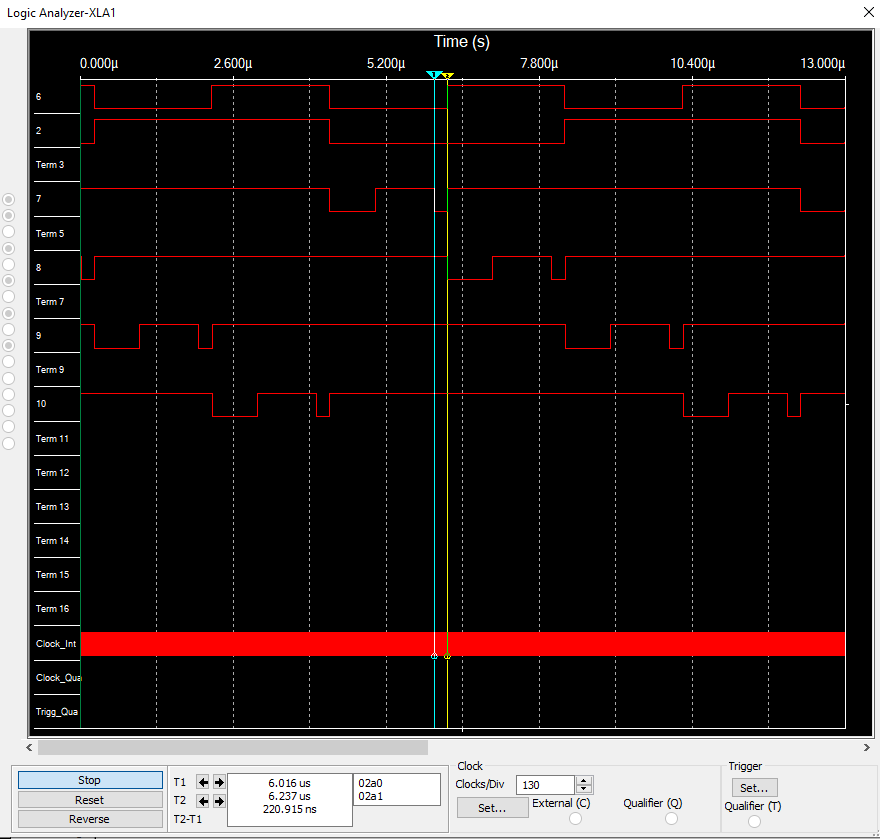 Logic Analyzer-XLA1
Time (s)
0.000µ 2.600µ 5.200µ 7.800µ 10.400µ 13.000µ
6
2
Term 3
7
Term 5
8
Term 7
9
Term 9
10
Term 11
Term 12
Term 13
Term 14
Term 15
Term 16
Clock_Int
Clock_Qua
Trigg_Qua
Stop
Reset
Reverse
T1
T2
T2-T1
6.016 us
6.237 us
220.915 ns
02a0
02a1
Clock
Clocks/Div 130
Set...
External (C)
Qualifier (Q)
Trigger
Set...
Qualifier (T)